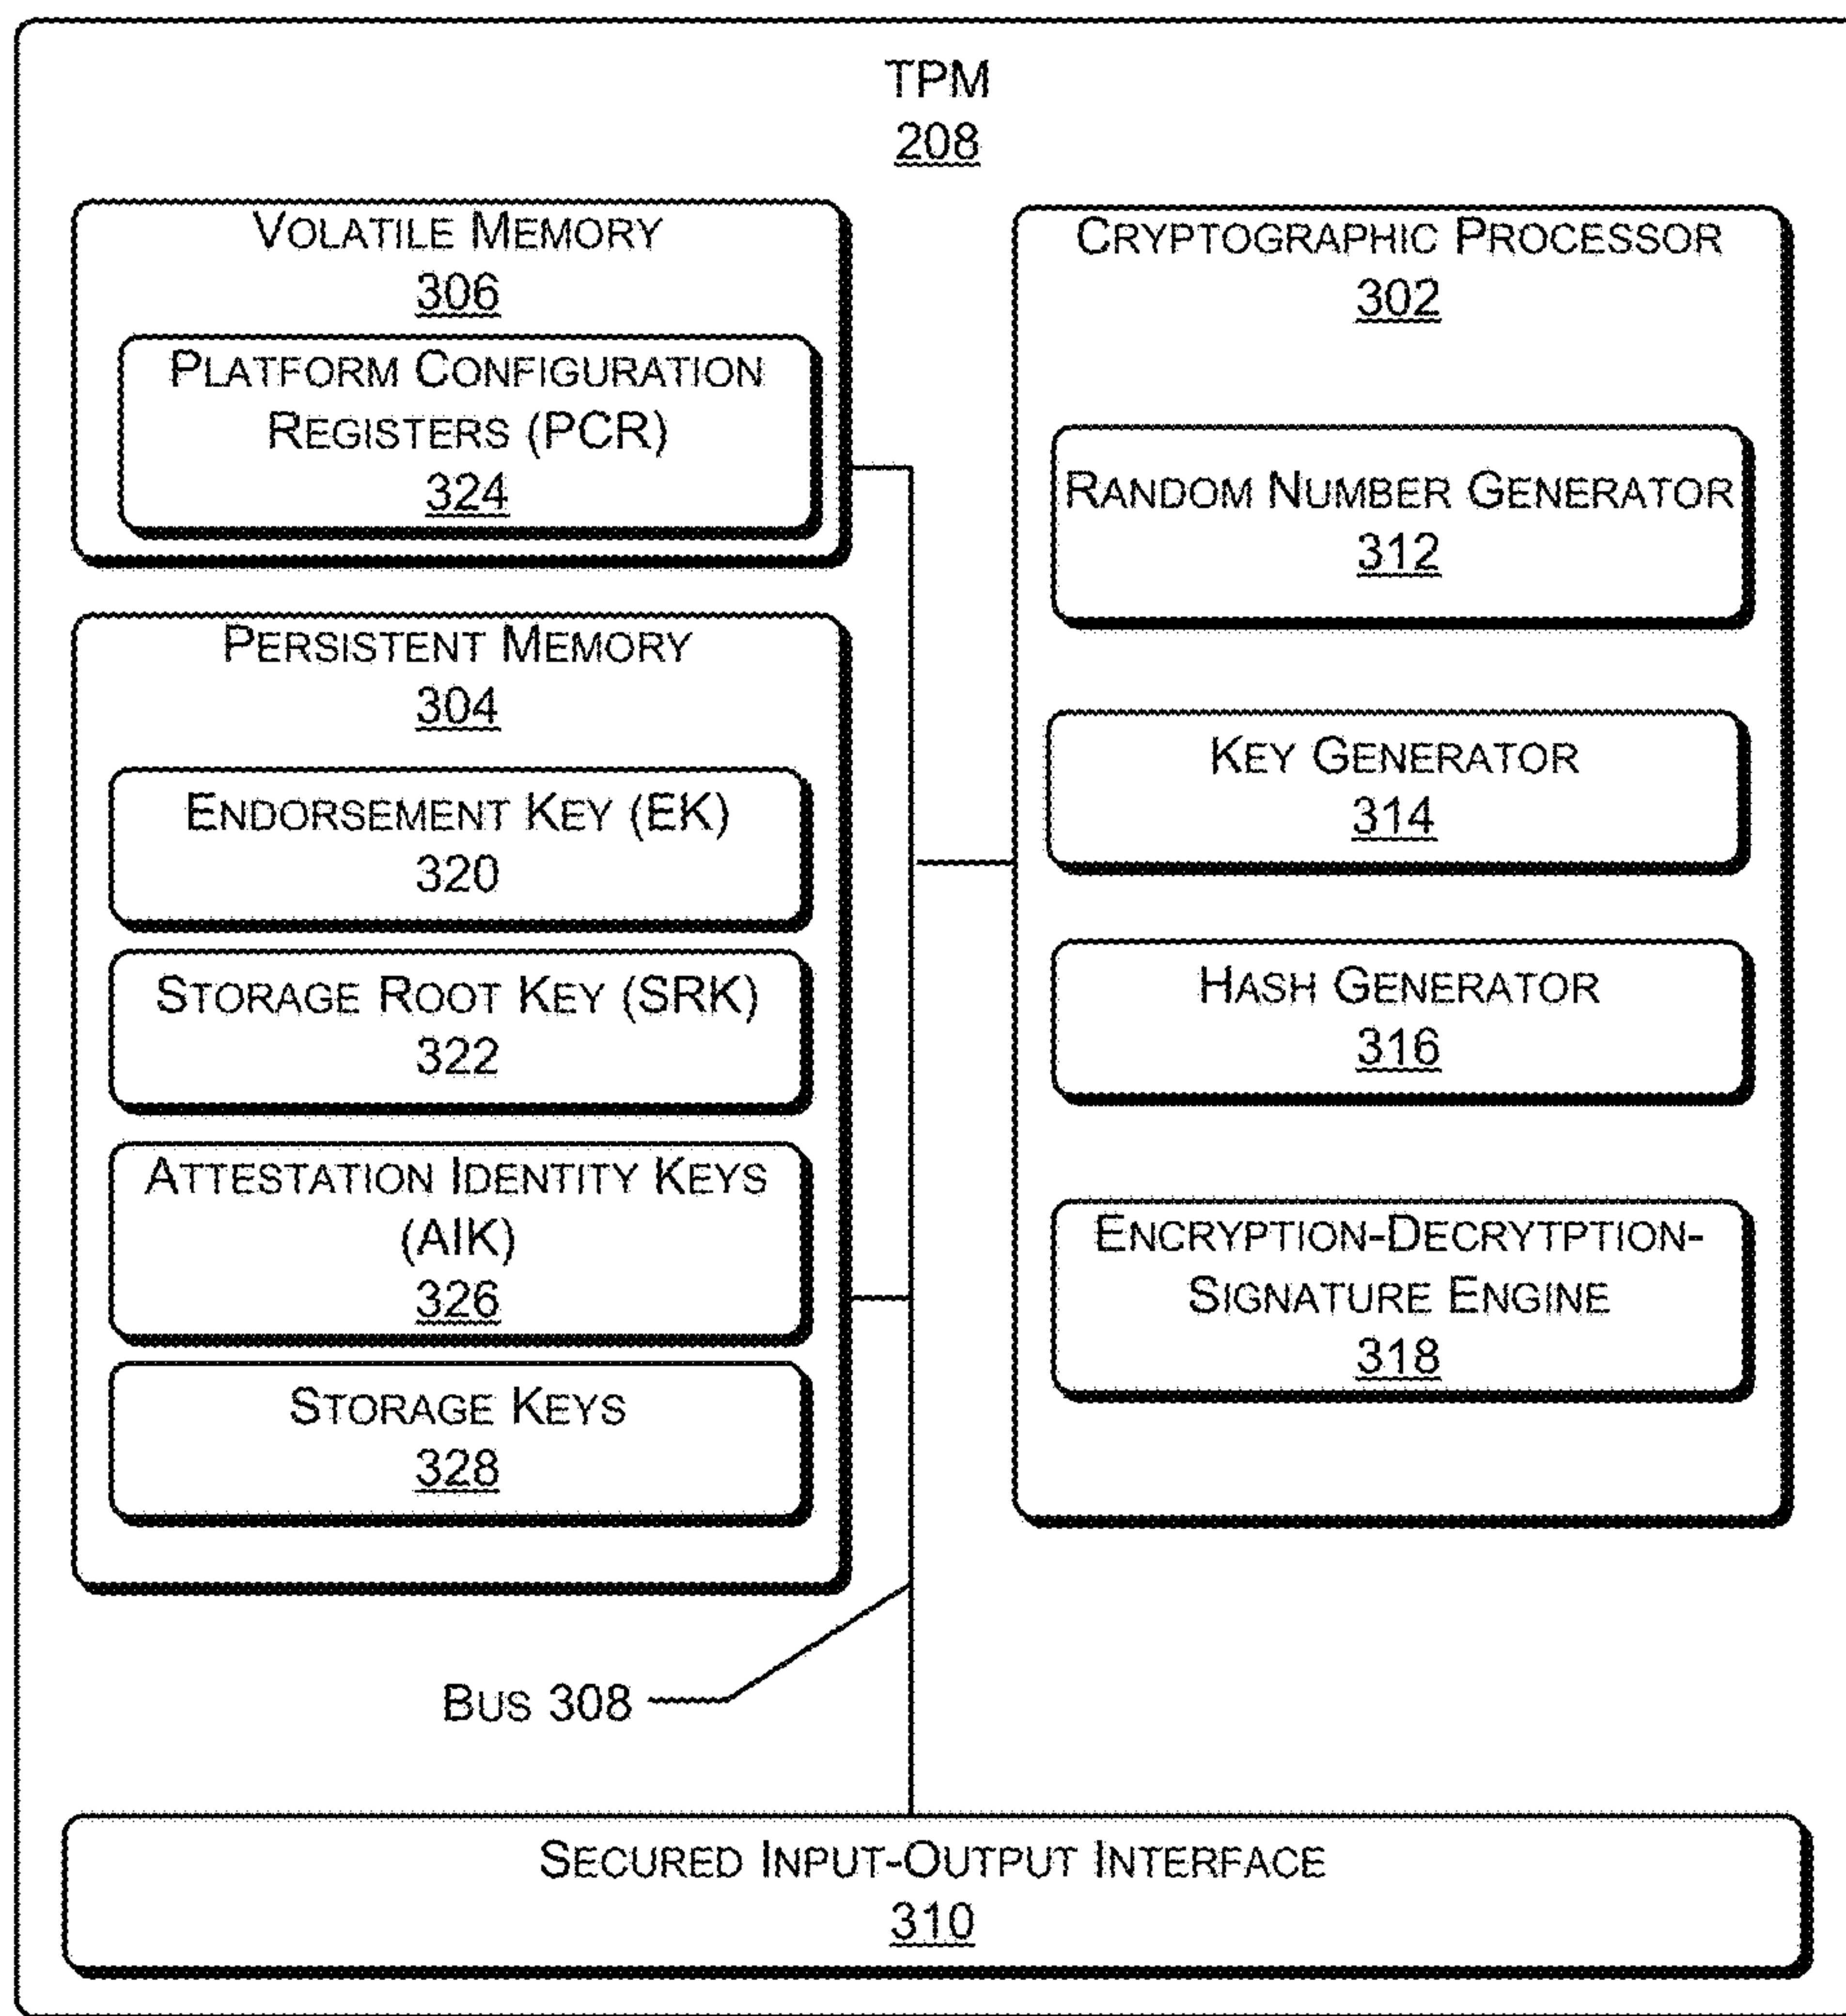 TPM
208
VOLATILE MEMORY
306
PLATFORM CONFIGURATION
REGISTERS (PCR)
324
PERSISTENT MEMORY
304
ENDORSEMENT KEY (EK)
320
STORAGE ROOT KEY (SRK)
322
ATTESTATION IDENTITY KEYS
(AIK)
326
STORAGE KEYS
328
CRYPTOGRAPHIC PROCESSOR
302
RANDOM NUMBER GENERATOR
312
KEY GENERATOR
314
HASH GENERATOR
316
ENCRYPTION-DECRYTPTION-
SIGNATURE ENGINE
318
BUS 308
SECURED INPUT-OUTPUT INTERFACE
310